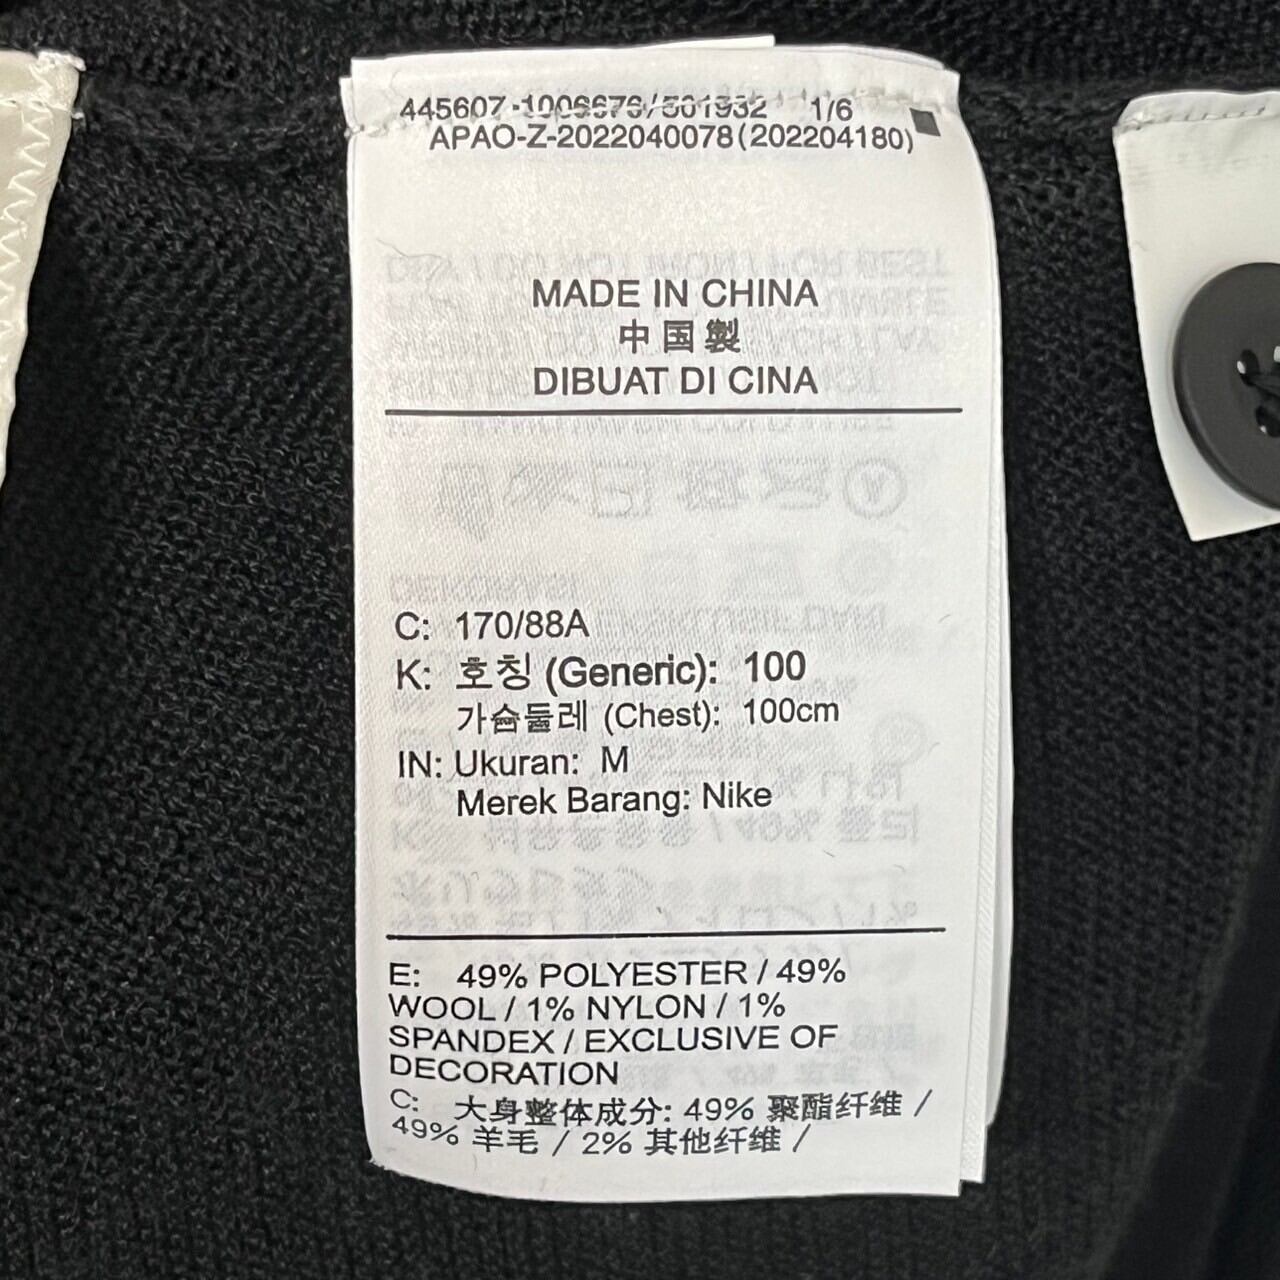 445607-1006676/501932 1/6
APAO-Z-2022040078(202204180)
MADE IN CHINA
中国製
DIBUAT DI CINA
C: 170/88A
K: 호칭 (Generic): 100
가슴둘레 (Chest): 100cm
IN: Ukuran: M
Merek Barang: Nike
E: 49% POLYESTER / 49%
WOOL / 1% NYLON / 1%
SPANDEX / EXCLUSIVE OF
DECORATION
C: 大身整体成分: 49% 聚酯纤维 /
49% 羊毛 / 2% 其他纤维 /